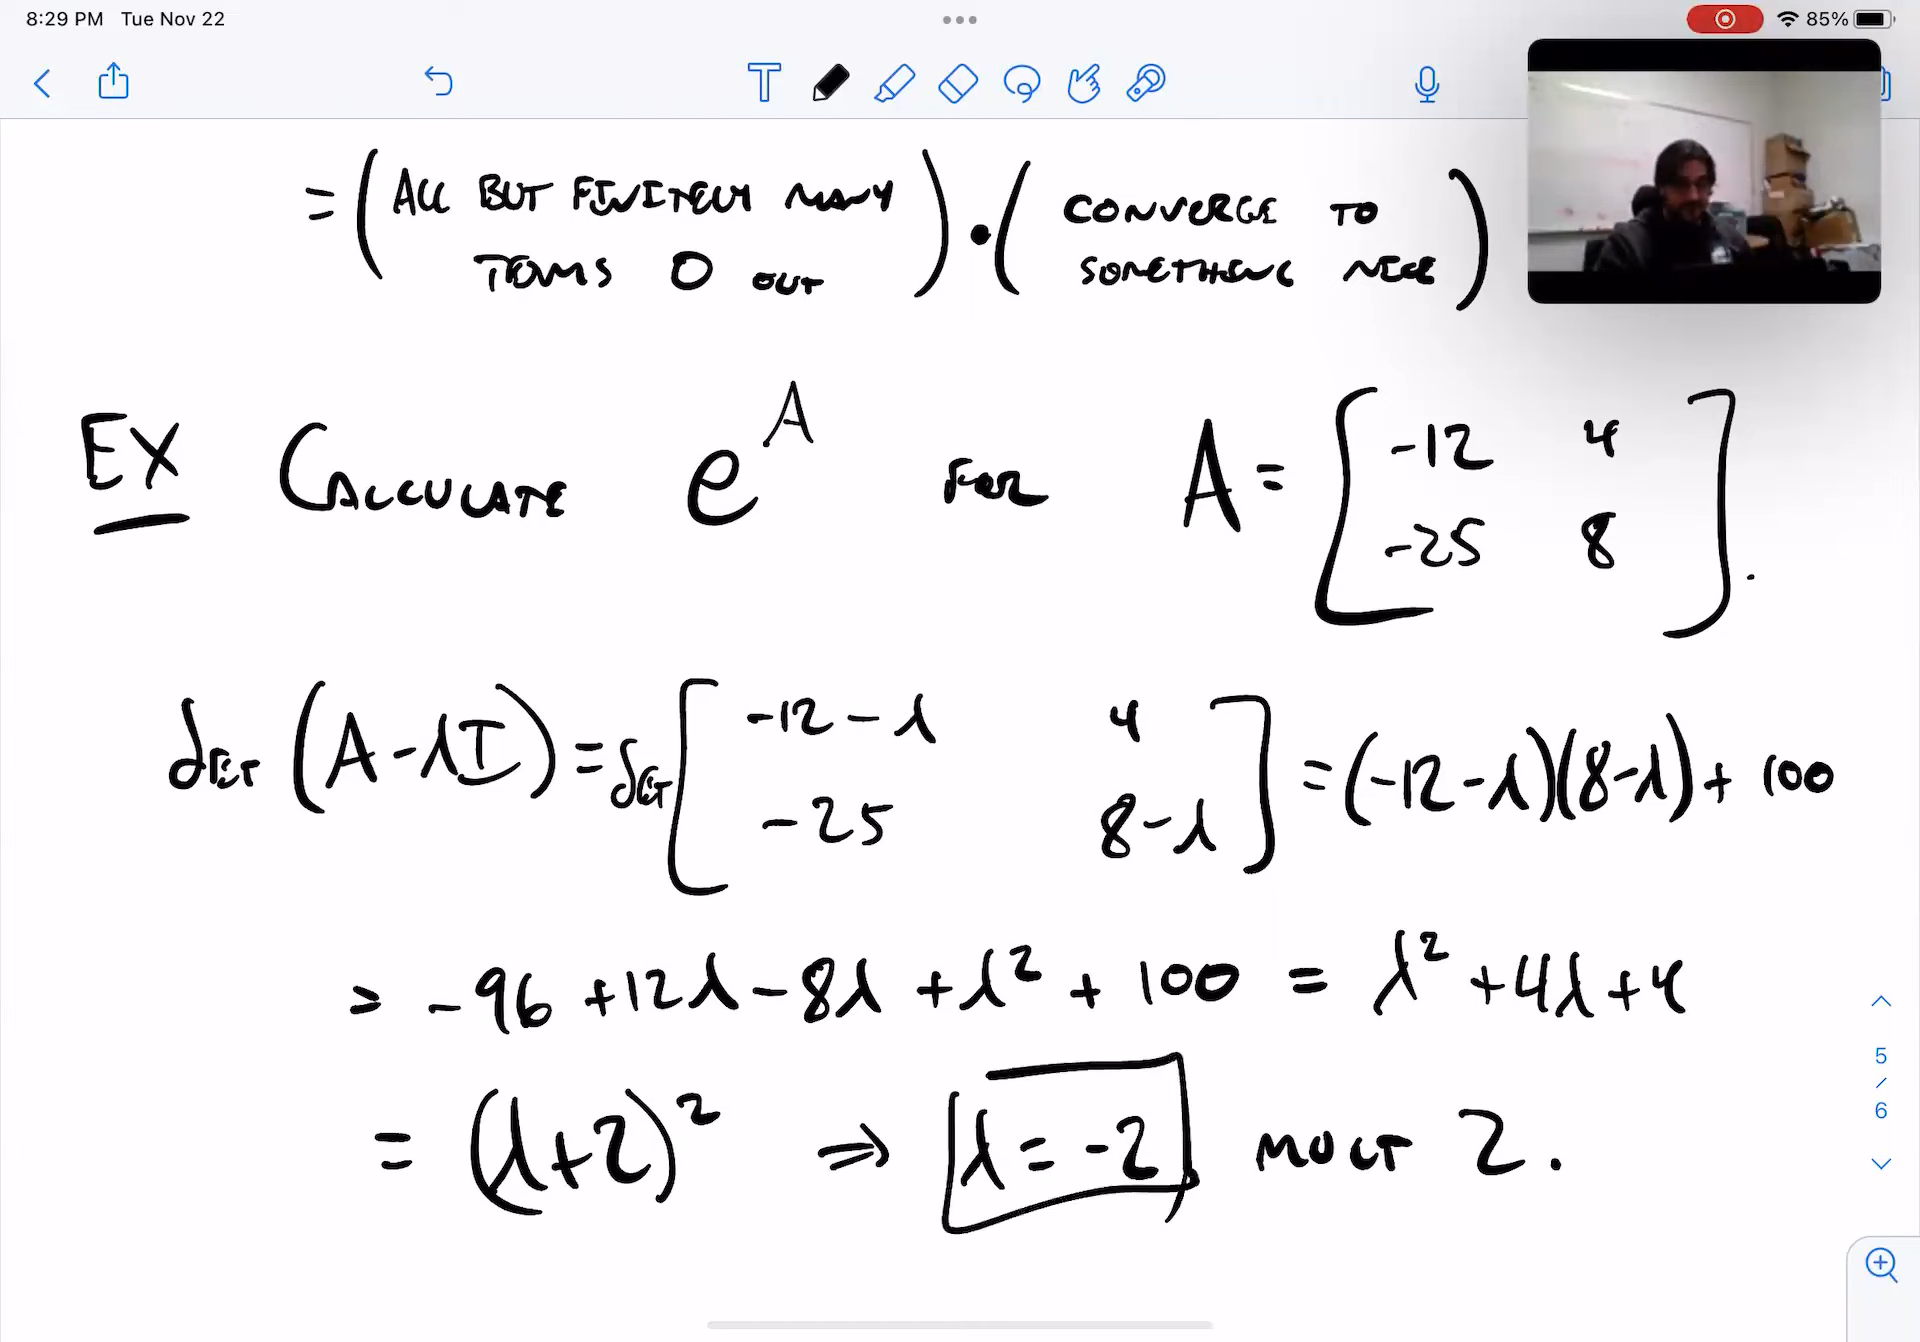 8:29 PM Tue Nov 22
85%
= (ALL BUT FINITELY MANY TERMS 0 OUT) • (CONVERGE TO SOMETHING NICE)
EX CALCULATE e^A FOR A = [-12 4; -25 8].
DET (A - λI) = DET [-12 - λ 4; -25 8 - λ] = (-12 - λ)(8 - λ) + 100
= -96 + 12λ - 8λ + λ² + 100 = λ² + 4λ + 4
= (λ + 2)² ⇒ λ = -2, MULT 2.
5
/
6